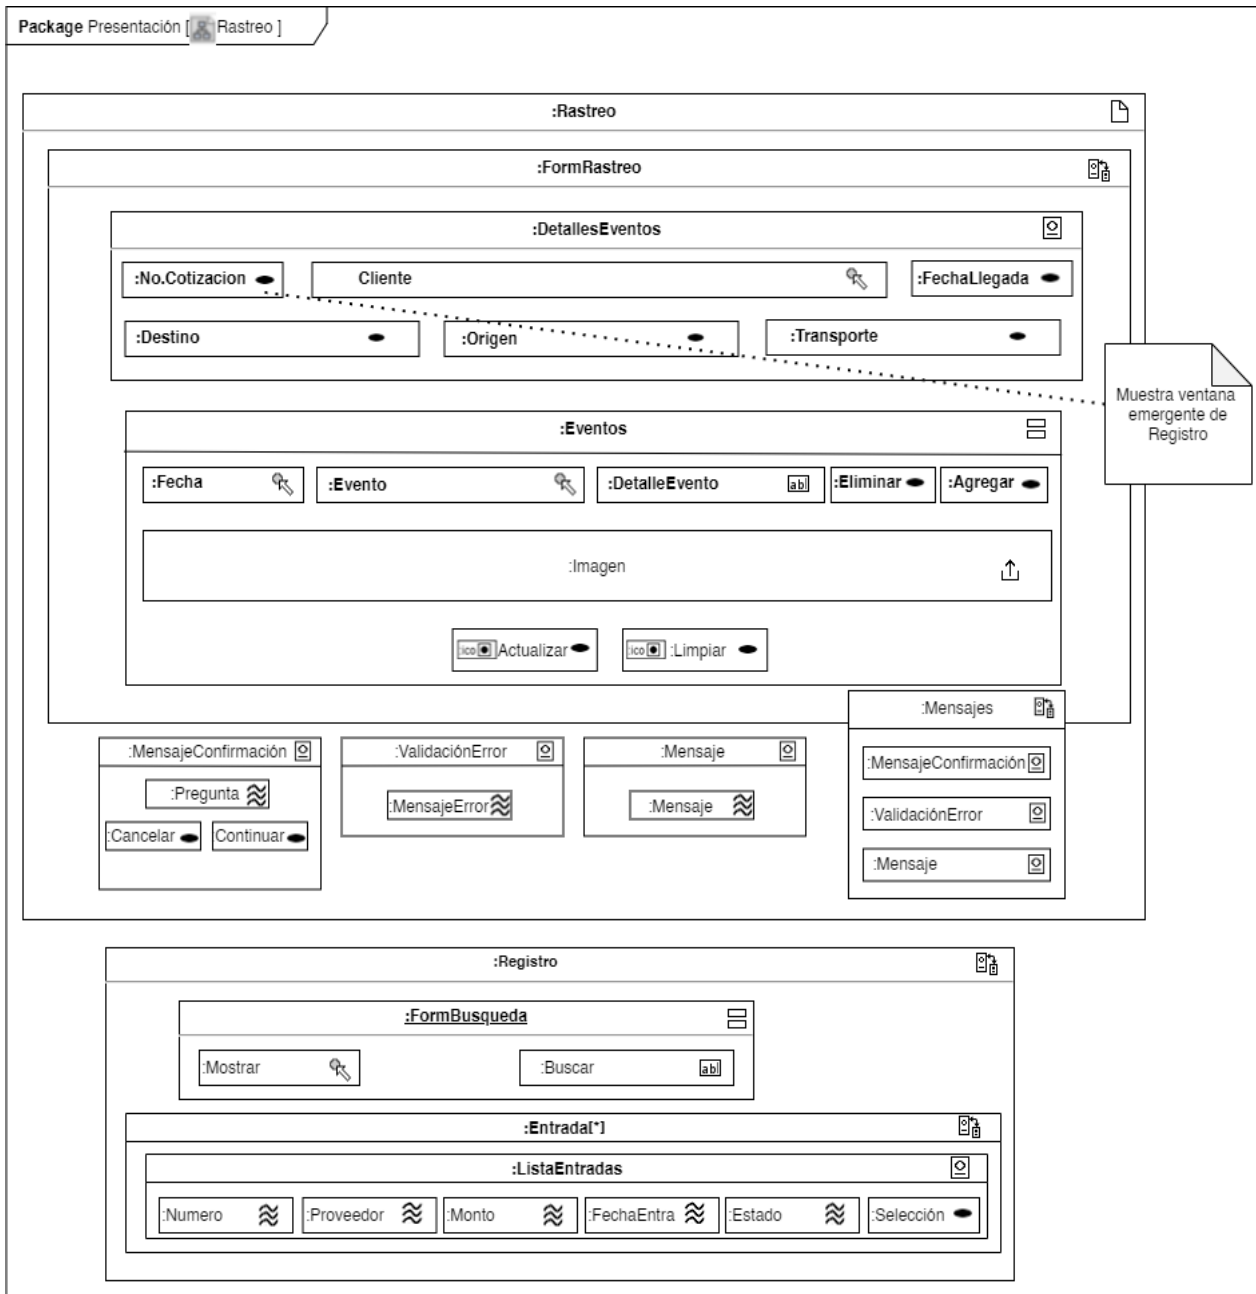 Package Presentación [ Rastreo ]
:Rastreo
:FormRastreo
:DetallesEventos
:No.Cotizacion Cliente :FechaLlegada
:Destino :Origen :Transporte
Muestra ventana
emergente de
Registro
:Eventos
:Fecha :Evento :DetalleEvento ab :Eliminar :Agregar
:Imagen
:ico Actualizar :ico :Limpiar
:Mensajes
:MensajeConfirmación :ValidaciónError :Mensaje
:MensajeConfirmación
:Pregunta :MensajeError :Mensaje
:ValidaciónError
:Cancelar Continuar
:Mensaje
:Registro
:FormBusqueda
:Mostrar :Buscar ab
:Entrada[*]
:ListaEntradas
:Numero :Proveedor :Monto :FechaEntra :Estado :Selección